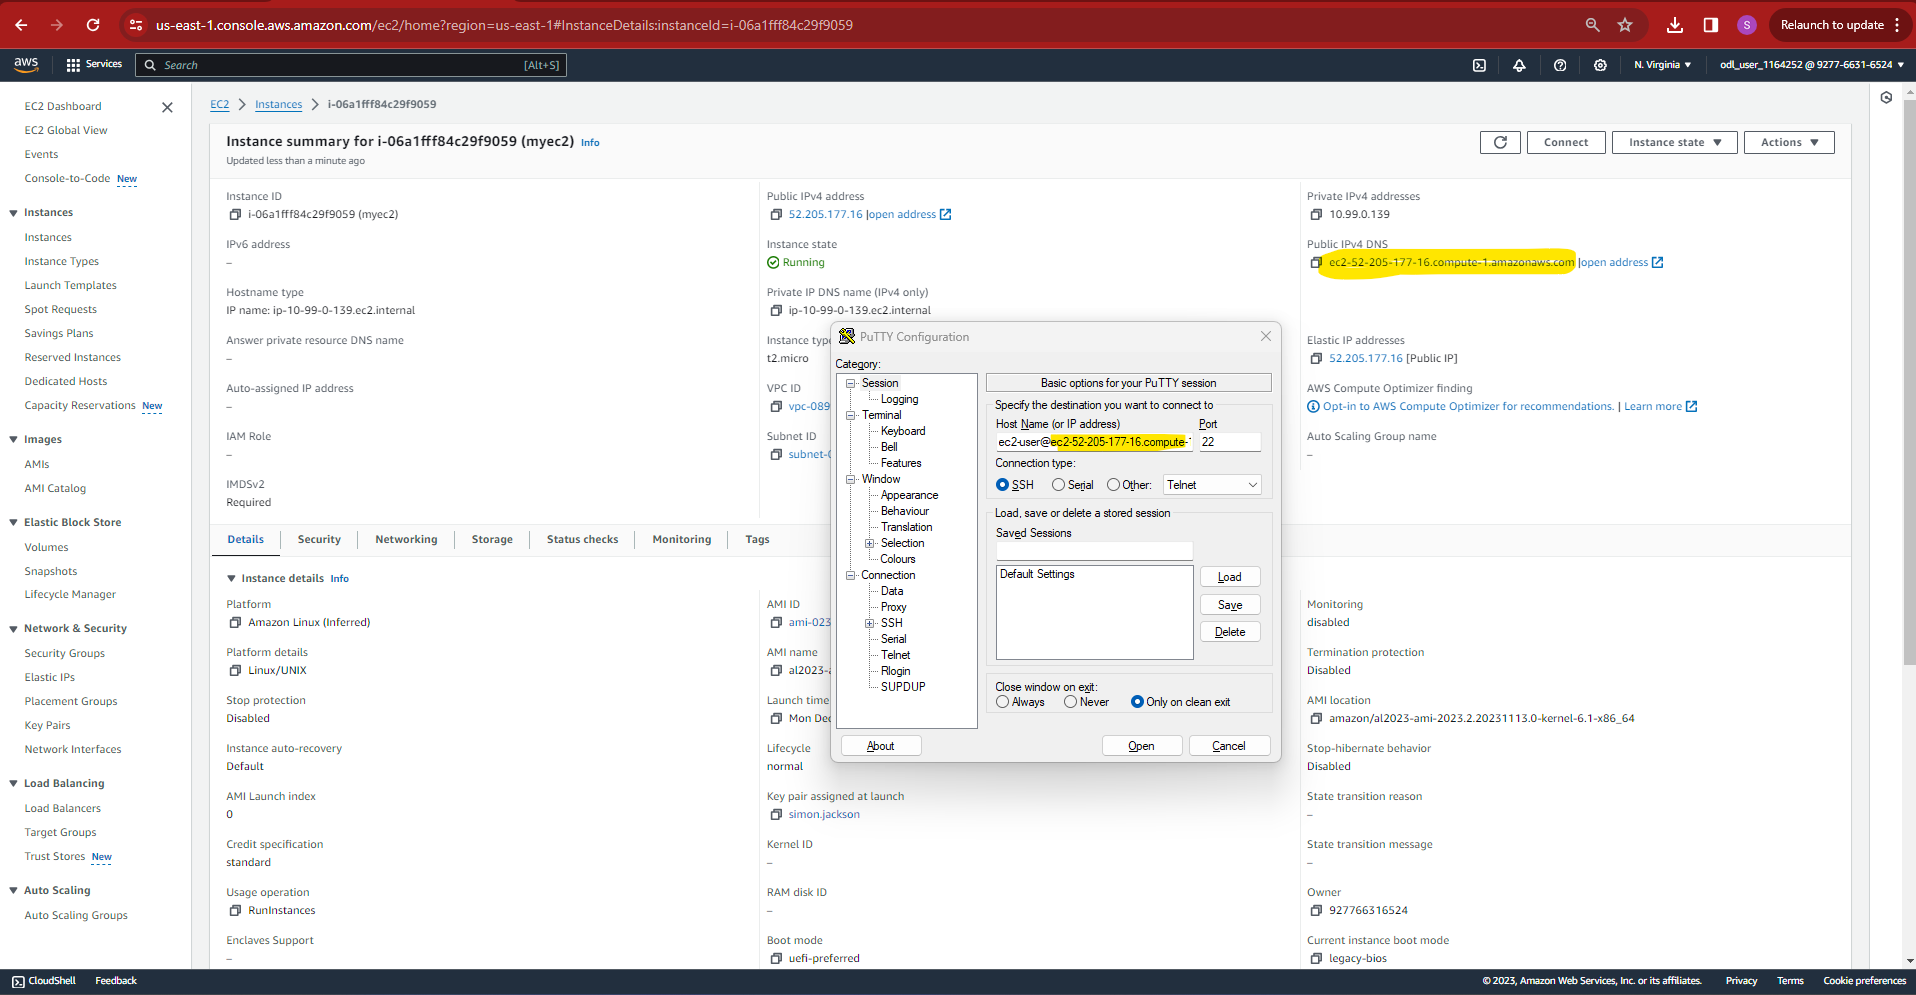 us-east-1.console.aws.amazon.com/ec2/home?region=us-east-1#InstanceDetails:instanceId=i-06a1fff84c29f9059
S
Relaunch to update
aws
Services
Search
[Alt+S]
N. Virginia
odl_user_1164252 @ 9277-6631-6524
EC2 Dashboard
EC2 Global View
Events
Console-to-Code New
Instances
Instances
Instance Types
Launch Templates
Spot Requests
Savings Plans
Reserved Instances
Dedicated Hosts
Capacity Reservations New
Images
AMIs
AMI Catalog
Elastic Block Store
Volumes
Snapshots
Lifecycle Manager
Network & Security
Security Groups
Elastic IPs
Placement Groups
Key Pairs
Network Interfaces
Load Balancing
Load Balancers
Target Groups
Trust Stores New
Auto Scaling
Auto Scaling Groups
EC2 > Instances > i-06a1fff84c29f9059
Instance summary for i-06a1fff84c29f9059 (myec2) Info
Updated less than a minute ago
Connect
Instance state
Actions
Instance ID
i-06a1fff84c29f9059 (myec2)
IPv6 address
–
Hostname type
IP name: ip-10-99-0-139.ec2.internal
Answer private resource DNS name
–
Auto-assigned IP address
–
IAM Role
–
IMDSv2
Required
Public IPv4 address
52.205.177.16 |open address
Instance state
Running
Private IP DNS name (IPv4 only)
ip-10-99-0-139.ec2.internal
Instance type
t2.micro
VPC ID
vpc-089
Subnet ID
subnet-0
Private IPv4 addresses
10.99.0.139
Public IPv4 DNS
ec2-52-205-177-16.compute-1.amazonaws.com |open address
Elastic IP addresses
52.205.177.16 [Public IP]
AWS Compute Optimizer finding
Opt-in to AWS Compute Optimizer for recommendations. | Learn more
Auto Scaling Group name
–
Details
Security
Networking
Storage
Status checks
Monitoring
Tags
Instance details Info
Platform
Amazon Linux (Inferred)
Platform details
Linux/UNIX
Stop protection
Disabled
Instance auto-recovery
Default
AMI Launch index
0
Credit specification
standard
Usage operation
RunInstances
Enclaves Support
–
AMI ID
ami-023
AMI name
al2023-a
Launch time
Mon Dec
Lifecycle
normal
Key pair assigned at launch
simon.jackson
Kernel ID
–
RAM disk ID
–
Boot mode
uefi-preferred
Monitoring
disabled
Termination protection
Disabled
AMI location
amazon/al2023-ami-2023.2.20231113.0-kernel-6.1-x86_64
Stop-hibernate behavior
Disabled
State transition reason
–
State transition message
–
Owner
927766316524
Current instance boot mode
legacy-bios
PuTTY Configuration
Category:
Session
Logging
Terminal
Keyboard
Bell
Features
Window
Appearance
Behaviour
Translation
Selection
Colours
Connection
Data
Proxy
SSH
Serial
Telnet
Rlogin
SUPDUP
Basic options for your PuTTY session
Specify the destination you want to connect to
Host Name (or IP address)
Port
ec2-user@ec2-52-205-177-16.compute-
22
Connection type:
SSH
Serial
Other:
Telnet
Load, save or delete a stored session
Saved Sessions
Default Settings
Load
Save
Delete
Close window on exit:
Always
Never
Only on clean exit
About
Open
Cancel
CloudShell
Feedback
© 2023, Amazon Web Services, Inc. or its affiliates.
Privacy
Terms
Cookie preferences